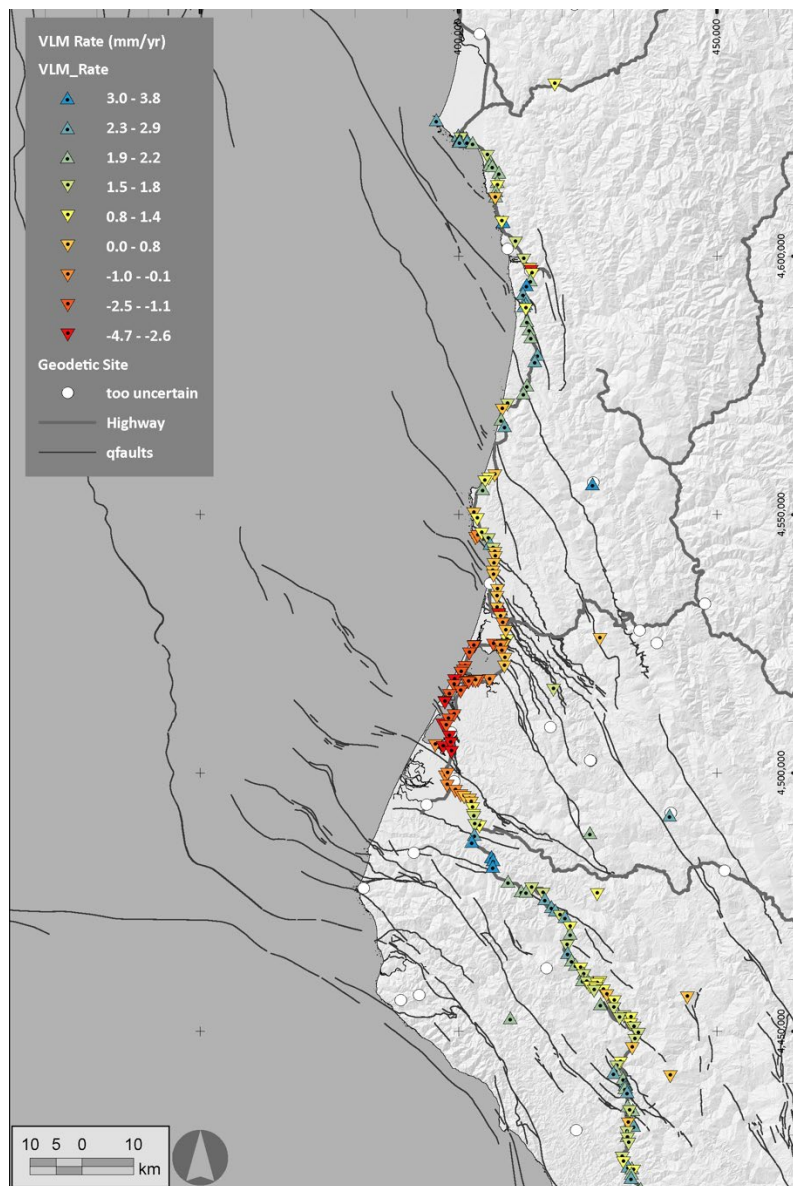 VLM Rate (mm/yr)
VLM_Rate
3.0 - 3.8
2.3 - 2.9
1.9 - 2.2
1.5 - 1.8
0.8 - 1.4
0.0 - 0.8
-1.0 - -0.1
-2.5 - -1.1
-4.7 - -2.6
Geodetic Site
too uncertain
Highway
qfaults
400,000
450,000
4,600,000
4,550,000
4,500,000
4,450,000
10 5 0 10
km